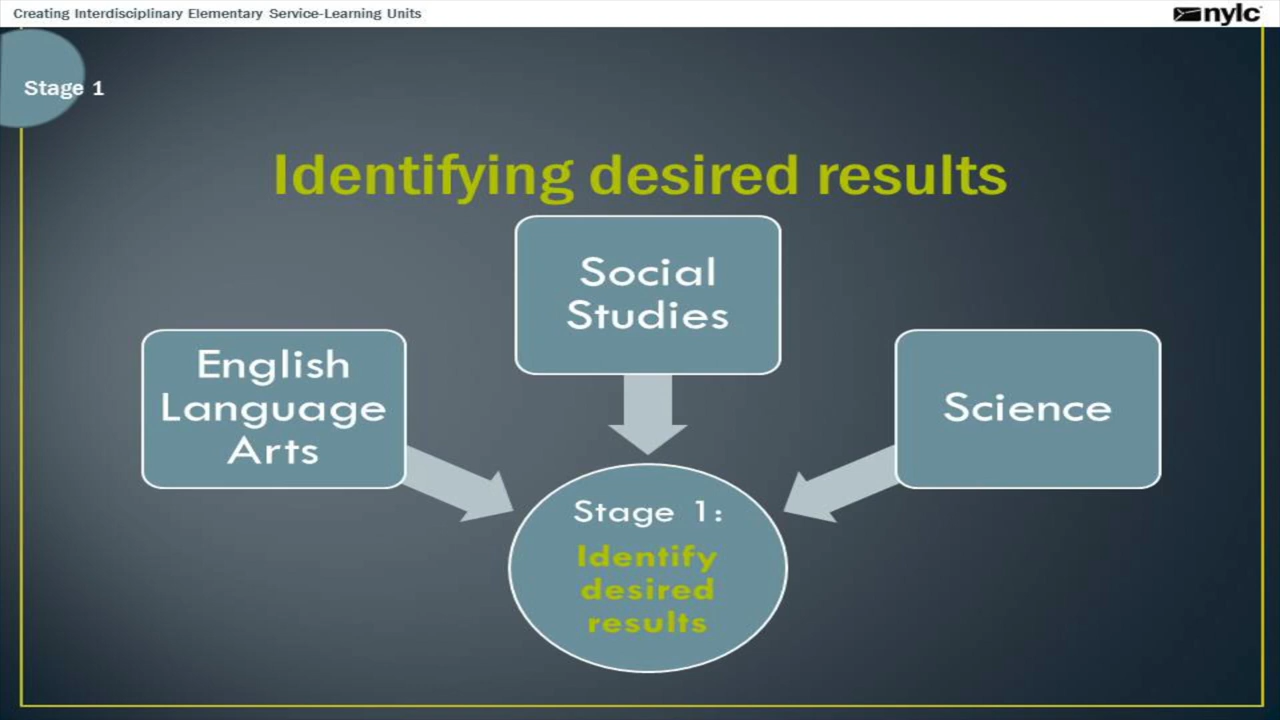 Creating Interdisciplinary Elementary Service-Learning Units
nylc
Stage 1
Identifying desired results
Social
Studies
English
Language
Arts
Science
Stage 1:
Identify
desired
results